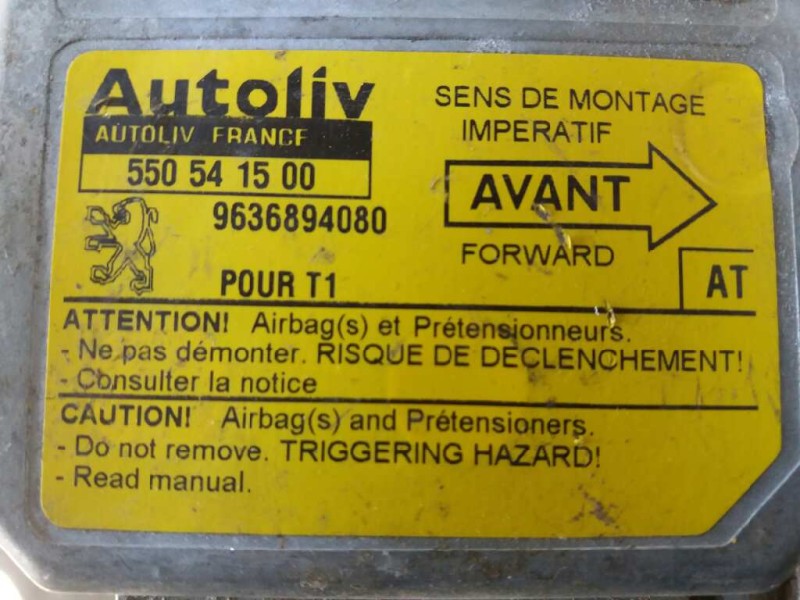 Autoliv
AUTOLIV FRANCE
550 54 15 00
9636894080
POUR T1
SENS DE MONTAGE
IMPERATIF
AVANT
FORWARD
AT
ATTENTION! Airbag(s) et Prétensionneurs.
- Ne pas démonter. RISQUE DE DECLENCHEMENT!
- Consulter la notice
CAUTION! Airbag(s) and Prétensioners.
- Do not remove. TRIGGERING HAZARD!
- Read manual.